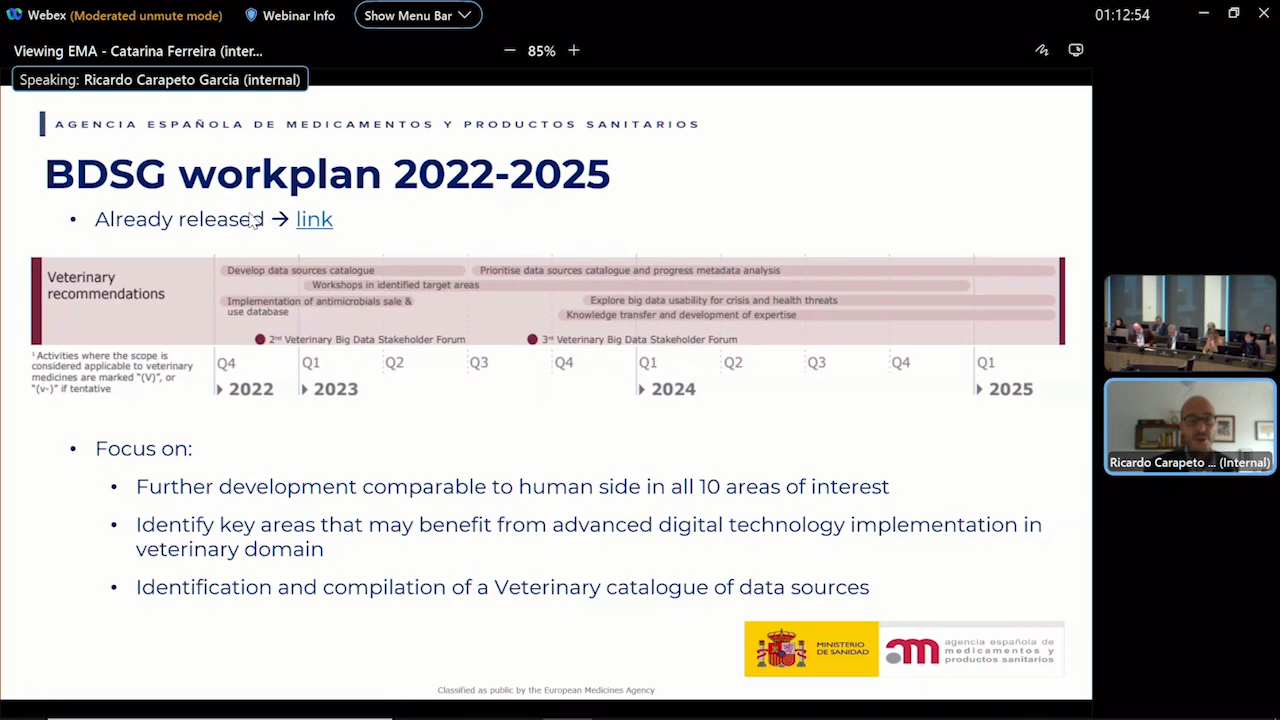 Webex (Moderated unmute mode) Webinar Info Show Menu Bar 01:12:54
Viewing EMA - Catarina Ferreira (inter... 85%
Speaking: Ricardo Carapeto Garcia (internal)
AGENCIA ESPAÑOLA DE MEDICAMENTOS Y PRODUCTOS SANITARIOS
BDSG workplan 2022-2025
• Already released → link
Veterinary
recommendations
Develop data sources catalogue
Prioritise data sources catalogue and progress metadata analysis
Workshops in identified target areas
Implementation of antimicrobials sale &
use database
Explore big data usability for crisis and health threats
Knowledge transfer and development of expertise
2nd Veterinary Big Data Stakeholder Forum
3rd Veterinary Big Data Stakeholder Forum
¹Activities where the scope is
considered applicable to veterinary
medicines are marked "(V)", or
"(v-)" if tentative
Q4 Q1 Q2 Q3 Q4 Q1 Q2 Q3 Q4 Q1
2022 2023 2024 2025
• Focus on:
• Further development comparable to human side in all 10 areas of interest
• Identify key areas that may benefit from advanced digital technology implementation in
veterinary domain
• Identification and compilation of a Veterinary catalogue of data sources
MINISTERIO
DE SANIDAD
am
agencia española de
medicamentos y
productos sanitarios
Classified as public by the European Medicines Agency
Ricardo Carapeto ... (Internal)